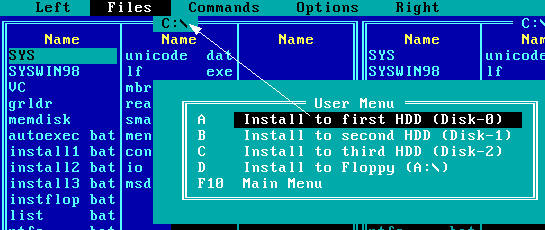 Left Files Commands Options Right
C:\ C:\
Name Name Name Name Name
SYS unicode dat SYS
SYSWIN98 lf exe SYSWIN98
VC mbr
grldr rea
memdisk sma
autoexec bat men
install1 bat con
install2 bat io
install3 bat msd
instflop bat
list bat
User Menu
A Install to first HDD (Disk-0)
B Install to second HDD (Disk-1)
C Install to third HDD (Disk-2)
D Install to Floppy (A:\)
F10 Main Menu